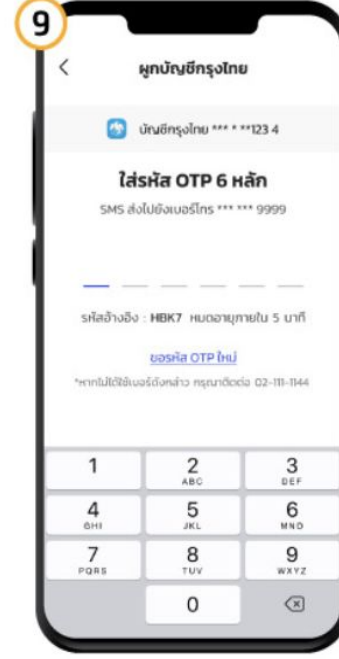 9
ผูกบัญชีกรุงไทย
บัญชีกรุงไทย *** * **123 4
ใส่รหัส OTP 6 หลัก
SMS ส่งไปยังเบอร์โทร *** *** 9999
รหัสอ้างอิง : HBK7 หมดอายุภายใน 5 นาที
ขอรหัส OTP ใหม่
*หากไม่ได้ใช้เบอร์ดังกล่าว กรุณาติดต่อ 02-111-1144
1 2 3
ABC DEF
4 5 6
GHI JKL MNO
7 8 9
PQRS TUV WXYZ
0